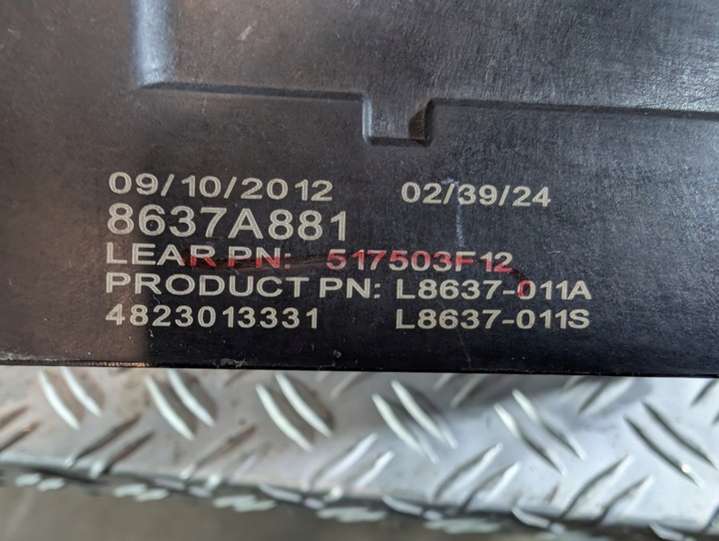 09/10/2012 02/39/24
8637A881
LEAR PN: 517503F12
PRODUCT PN: L8637-011A
4823013331 L8637-011S